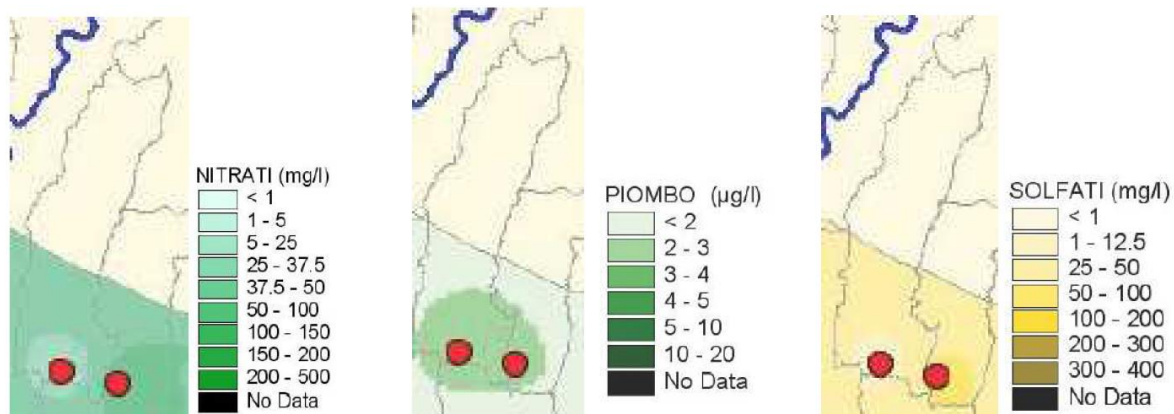 NITRATI (mg/l)
< 1
1 - 5
5 - 25
25 - 37.5
37.5 - 50
50 - 100
100 - 150
150 - 200
200 - 500
No Data
PIOMBO (µg/l)
< 2
2 - 3
3 - 4
4 - 5
5 - 10
10 - 20
No Data
SOLFATI (mg/l)
< 1
1 - 12.5
25 - 50
50 - 100
100 - 200
200 - 300
300 - 400
No Data